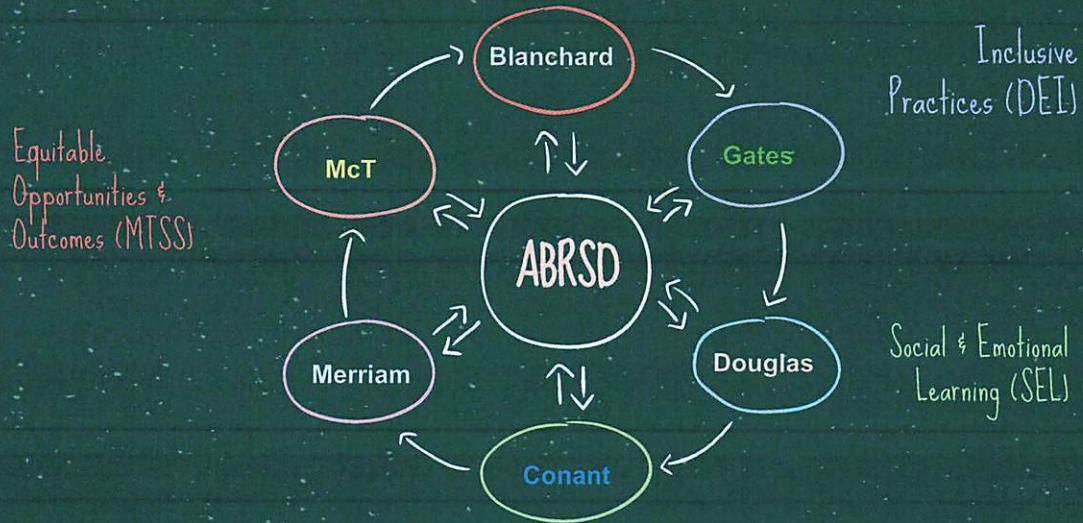 Blanchard
Inclusive
Practices (DEI)
Gates
McT
Equitable
Opportunities &
Outcomes (MTSS)
ABRSD
Merriam
Douglas
Social & Emotional
Learning (SEL)
Conant